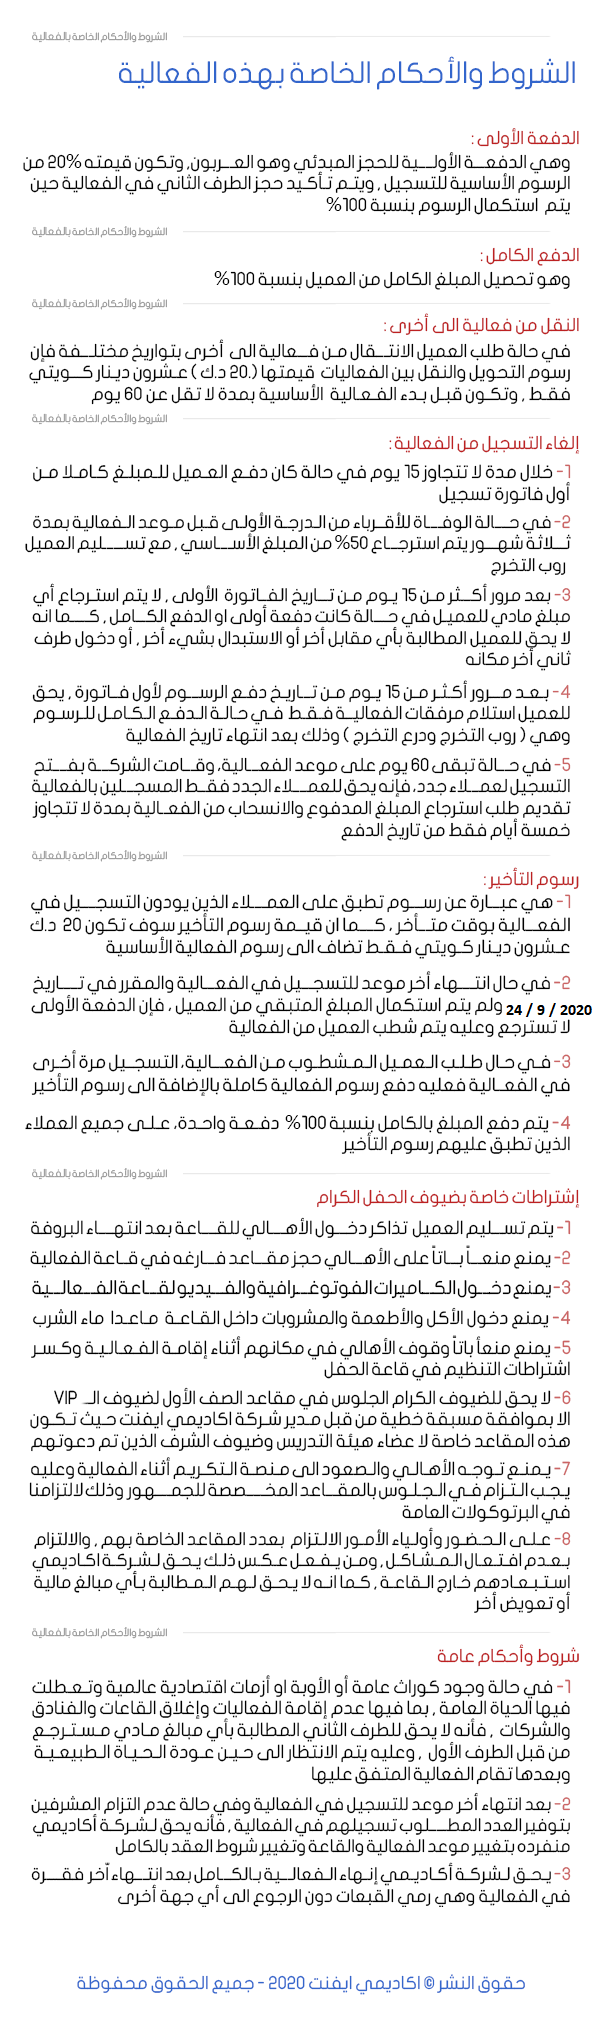 الشروط والأحكام الخاصة بالفعالية
الشروط والأحكام الخاصة بهذه الفعالية
الدفعة الأولى :
وهي الدفعة الأولية للحجز المبدئي وهو العربون, وتكون قيمته 20% من
الرسوم الأساسية للتسجيل , ويتم تأكيد حجز الطرف الثاني في الفعالية حين
يتم استكمال الرسوم بنسبة 100%
الشروط والأحكام الخاصة بالفعالية
الدفع الكامل :
وهو تحصيل المبلغ الكامل من العميل بنسبة 100%
الشروط والأحكام الخاصة بالفعالية
النقل من فعالية الى أخرى :
في حالة طلب العميل الانتقال من فعالية الى أخرى بتواريخ مختلفة فإن
رسوم التحويل والنقل بين الفعاليات قيمتها (.20 د.ك ) عشرون دينار كويتي
فقط , وتكون قبل بدء الفعالية الأساسية بمدة لا تقل عن 60 يوم
الشروط والأحكام الخاصة بالفعالية
إلغاء التسجيل من الفعالية :
1- خلال مدة لا تتجاوز 15 يوم في حالة كان دفع العميل للمبلغ كاملا من
أول فاتورة تسجيل
2- في حالة الوفاة للأقرباء من الدرجة الأولى قبل موعد الفعالية بمدة
ثلاثة شهور يتم استرجاع 50% من المبلغ الأساسي , مع تسليم العميل
روب التخرج
3- بعد مرور أكثر من 15 يوم من تاريخ الفاتورة الأولى , لا يتم استرجاع أي
مبلغ مادي للعميل في حالة كانت دفعة أولى او الدفع الكامل , كما انه
لا يحق للعميل المطالبة بأي مقابل أخر أو الاستبدال بشيء أخر , أو دخول طرف
ثاني أخر مكانه
4- بعد مرور أكثر من 15 يوم من تاريخ دفع الرسوم لأول فاتورة , يحق
للعميل استلام مرفقات الفعالية فقط في حالة الدفع الكامل للرسوم
وهي ( روب التخرج ودرع التخرج ) وذلك بعد انتهاء تاريخ الفعالية
5- في حالة تبقى 60 يوم على موعد الفعالية، وقامت الشركة بفتح
التسجيل لعملاء جدد، فإنه يحق للعملاء الجدد فقط المسجلين بالفعالية
تقديم طلب استرجاع المبلغ المدفوع والانسحاب من الفعالية بمدة لا تتجاوز
خمسة أيام فقط من تاريخ الدفع
الشروط والأحكام الخاصة بالفعالية
رسوم التأخير :
1- هي عبارة عن رسوم تطبق على العملاء الذين يودون التسجيل في
الفعالية بوقت متأخر ، كما ان قيمة رسوم التأخير سوف تكون 20 د.ك
عشرون دينار كويتي فقط تضاف الى رسوم الفعالية الأساسية
2- في حال انتهاء أخر موعد للتسجيل في الفعالية والمقرر في تاريخ
24 / 9 / 2020 ولم يتم استكمال المبلغ المتبقي من العميل ، فإن الدفعة الأولى
لا تسترجع وعليه يتم شطب العميل من الفعالية
3- في حال طلب العميل المشطوب من الفعالية، التسجيل مرة أخرى
في الفعالية فعليه دفع رسوم الفعالية كاملة بالإضافة الى رسوم التأخير
4- يتم دفع المبلغ بالكامل بنسبة 100% دفعة واحدة، على جميع العملاء
الذين تطبق عليهم رسوم التأخير
الشروط والأحكام الخاصة بالفعالية
إشتراطات خاصة بضيوف الحفل الكرام
1- يتم تسليم العميل تذاكر دخول الأهالي للقاعة بعد انتهاء البروفة
2- يمنع منعاً باتاً على الأهالي حجز مقاعد فارغه في قاعة الفعالية
3- يمنع دخول الكاميرات الفوتوغرافية والفيديو لقاعة الفعالية
4- يمنع دخول الأكل والأطعمة والمشروبات داخل القاعة ماعدا ماء الشرب
5- يمنع منعاً باتاً وقوف الأهالي في مكانهم أثناء إقامة الفعالية وكسر
اشتراطات التنظيم في قاعة الحفل
6- لا يحق للضيوف الكرام الجلوس في مقاعد الصف الأول لضيوف الـ VIP
الا بموافقة مسبقة خطية من قبل مدير شركة اكاديمي ايفنت حيث تكون
هذه المقاعد خاصة لا عضاء هيئة التدريس وضيوف الشرف الذين تم دعوتهم
7- يمنع توجه الأهالي والصعود الى منصة التكريم أثناء الفعالية وعليه
يجب التزام في الجلوس بالمقاعد المخصصة للجمهور وذلك لالتزامنا
في البرتوكولات العامة
8- على الحضور وأولياء الأمور الالتزام بعدد المقاعد الخاصة بهم , والالتزام
بعدم افتعال المشاكل , ومن يفعل عكس ذلك يحق لشركة اكاديمي
استبعادهم خارج القاعة , كما انه لا يحق لهم المطالبة بأي مبالغ مالية
أو تعويض أخر
الشروط والأحكام الخاصة بالفعالية
شروط وأحكام عامة
1- في حالة وجود كوراث عامة أو الأوبة او أزمات اقتصادية عالمية وتعطلت
فيها الحياة العامة , بما فيها عدم إقامة الفعاليات وإغلاق القاعات والفنادق
والشركات , فأنه لا يحق للطرف الثاني المطالبة بأي مبالغ مادي مسترجع
من قبل الطرف الأول , وعليه يتم الانتظار الى حين عودة الحياة الطبيعية
وبعدها تقام الفعالية المتفق عليها
2- بعد انتهاء أخر موعد للتسجيل في الفعالية وفي حالة عدم التزام المشرفين
بتوفير العدد المطلوب تسجيلهم في الفعالية , فأنه يحق لشركة أكاديمي
منفرده بتغيير موعد الفعالية والقاعة وتغيير شروط العقد بالكامل
3- يحق لشركة أكاديمي إنهاء الفعالية بالكامل بعد انتهاء آخر فقرة
في الفعالية وهي رمي القبعات دون الرجوع الى أي جهة أخرى
حقوق النشر © اكاديمي ايفنت 2020 - جميع الحقوق محفوظة